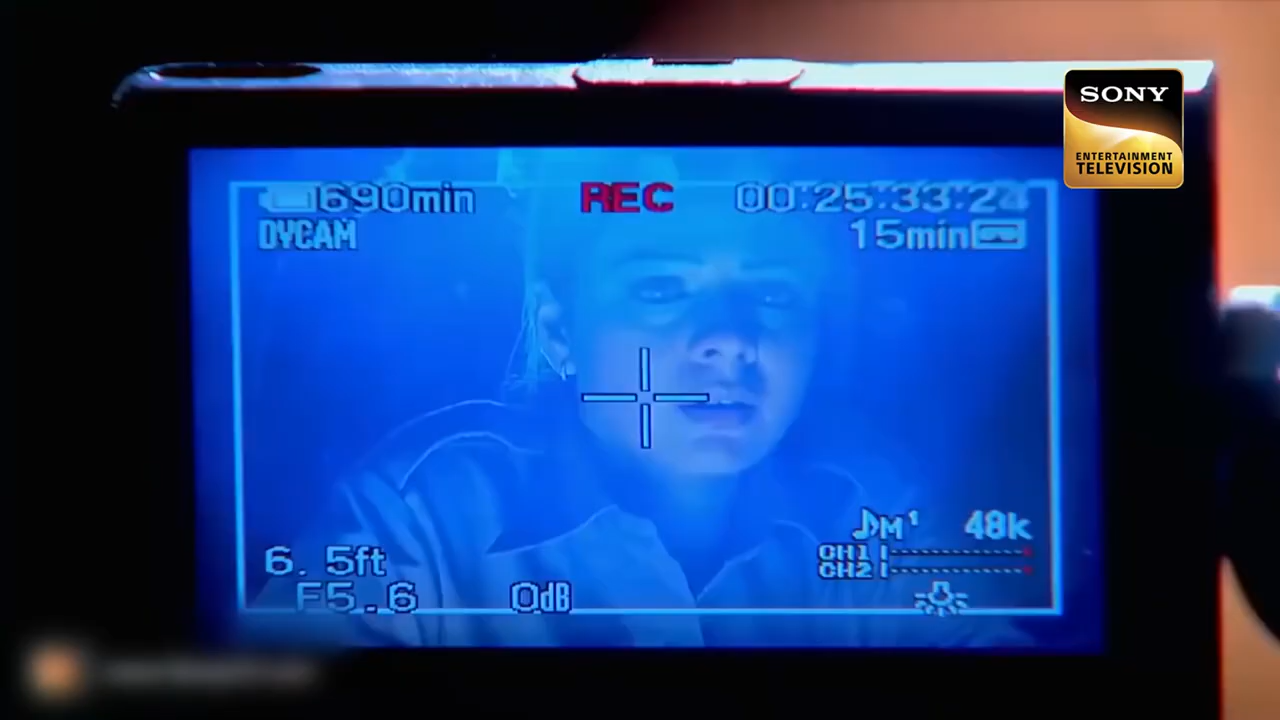 SONY
ENTERTAINMENT
TELEVISION
690min
REC
00:25:33:24
DVCAM
15min
M¹ 48k
CH1
CH2
6. 5ft
F5.6
0dB